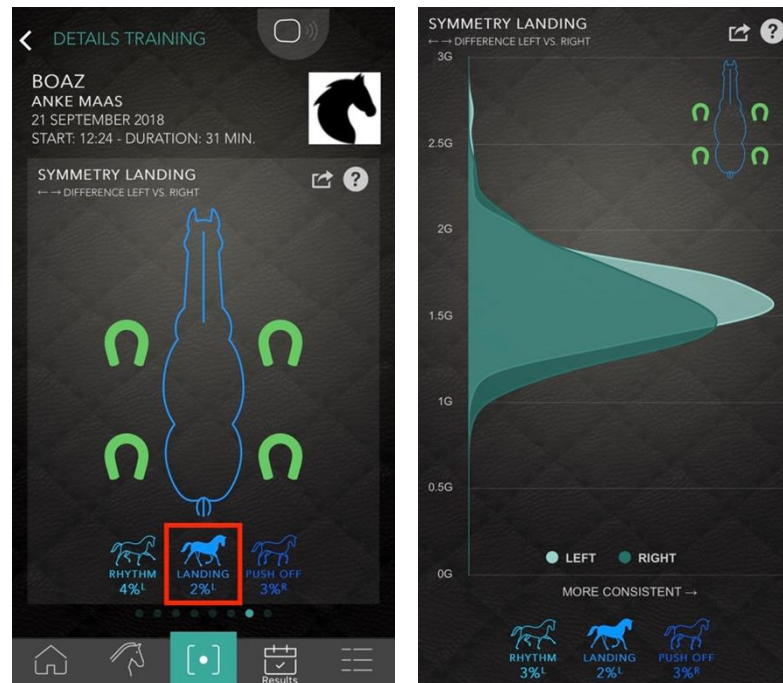 DETAILS TRAINING
BOAZ
ANKE MAAS
21 SEPTEMBER 2018
START: 12:24 - DURATION: 31 MIN.
SYMMETRY LANDING
←→ DIFFERENCE LEFT VS. RIGHT
?
RHYTHM
4%L
LANDING
2%L
PUSH OFF
3%R
Results
SYMMETRY LANDING
←→ DIFFERENCE LEFT VS. RIGHT
?
3G
2.5G
2G
1.5G
1G
0.5G
0G
LEFT RIGHT
MORE CONSISTENT →
RHYTHM
3%L
LANDING
2%L
PUSH OFF
3%R